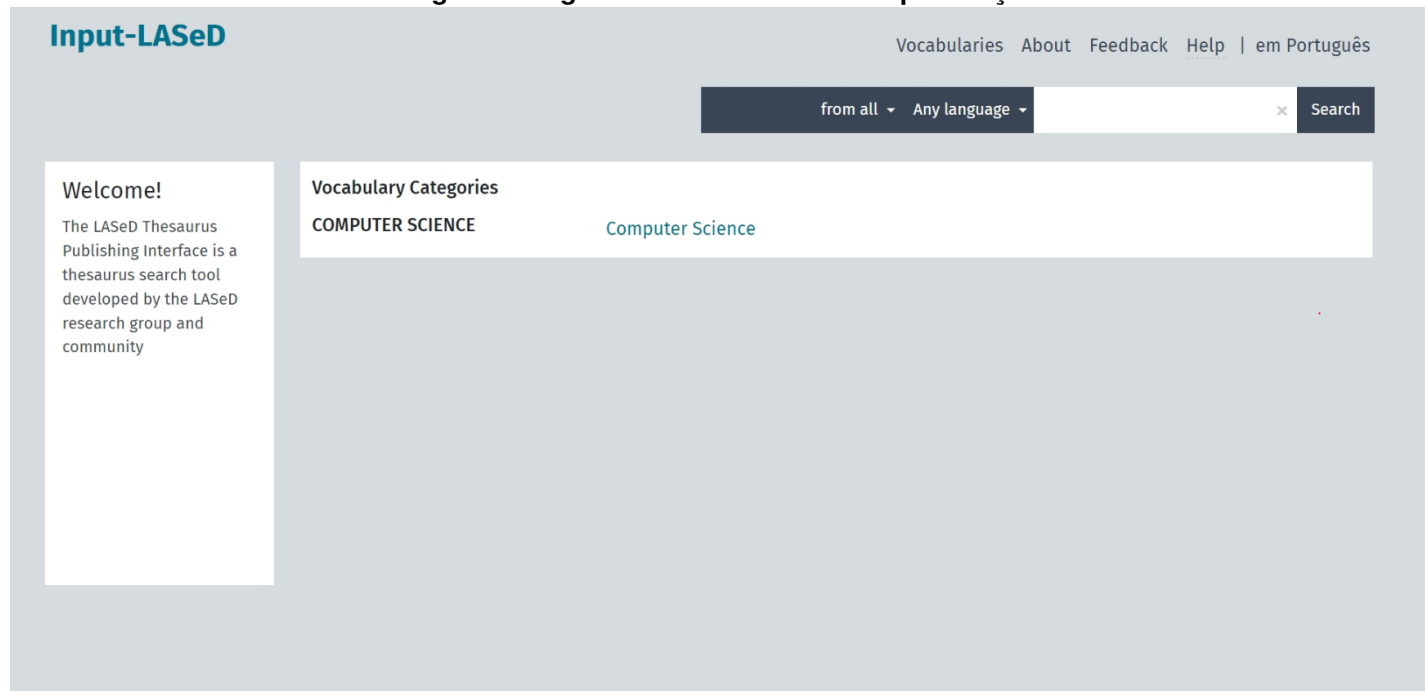 Input-LASeD
Vocabularies About Feedback Help | em Português
from all Any language × Search
Welcome!
The LASeD Thesaurus
Publishing Interface is a
thesaurus search tool
developed by the LASeD
research group and
community
Vocabulary Categories
COMPUTER SCIENCE Computer Science